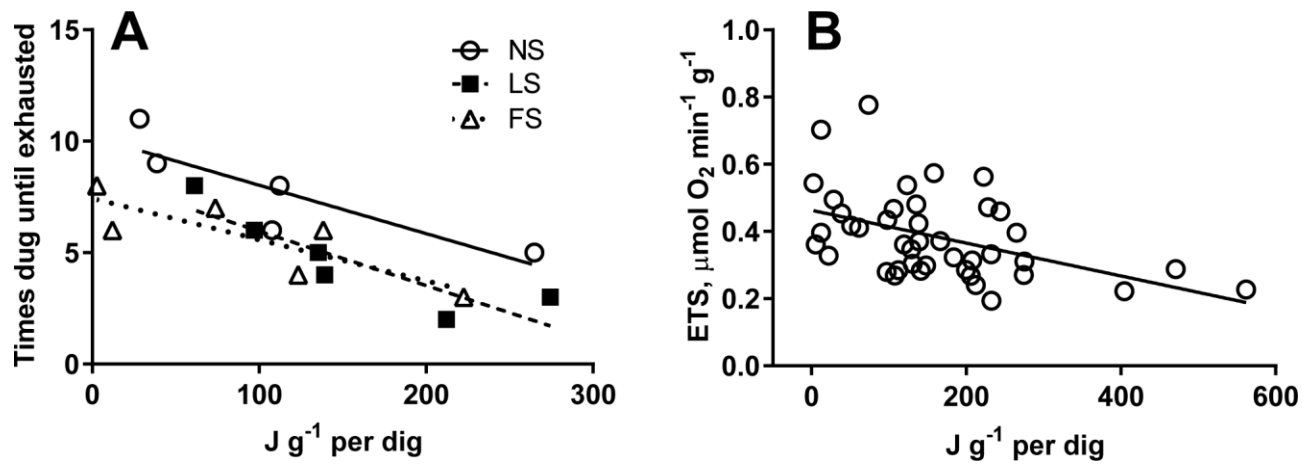 A
15
10
5
0
Times dug until exhausted
NS
LS
FS
0 100 200 300
J g⁻¹ per dig
B
1.0
0.8
0.6
0.4
0.2
0.0
ETS, μmol O₂ min⁻¹ g⁻¹
0 200 400 600
J g⁻¹ per dig